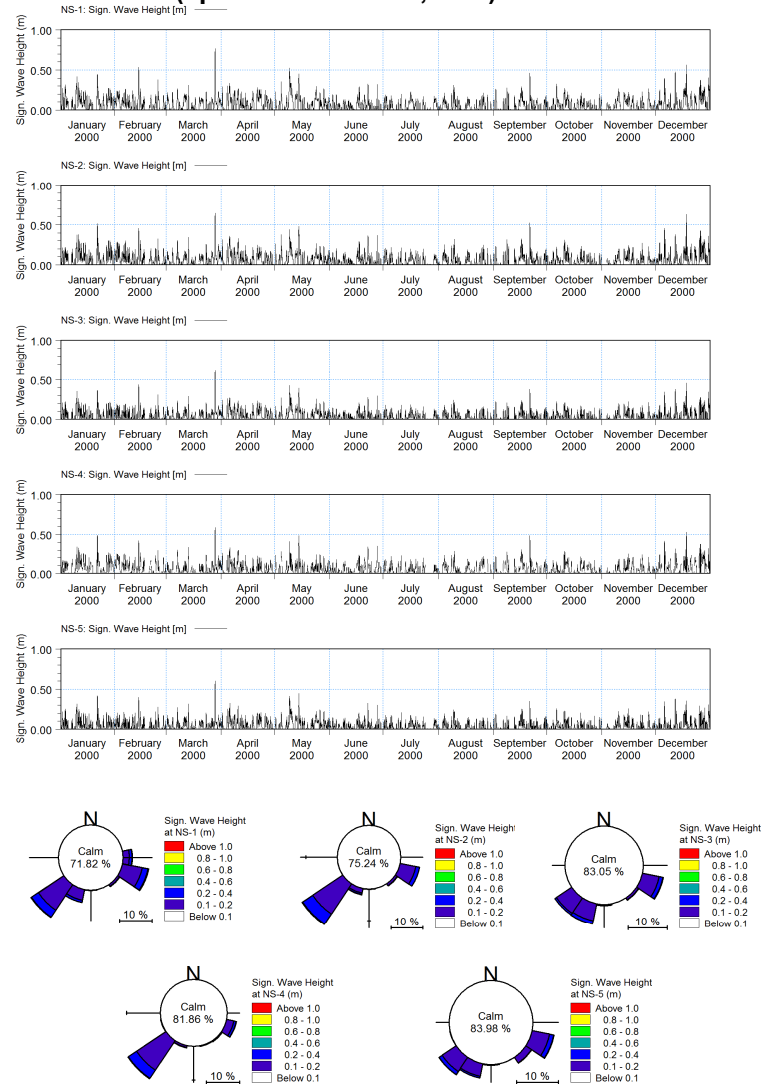 NS-1: Sign. Wave Height [m]
Sign. Wave Height (m)
1.00
0.50
0.00
January February March April May June July August September October November December
2000 2000 2000 2000 2000 2000 2000 2000 2000 2000 2000 2000
NS-2: Sign. Wave Height [m]
Sign. Wave Height (m)
1.00
0.50
0.00
January February March April May June July August September October November December
2000 2000 2000 2000 2000 2000 2000 2000 2000 2000 2000 2000
NS-3: Sign. Wave Height [m]
Sign. Wave Height (m)
1.00
0.50
0.00
January February March April May June July August September October November December
2000 2000 2000 2000 2000 2000 2000 2000 2000 2000 2000 2000
NS-4: Sign. Wave Height [m]
Sign. Wave Height (m)
1.00
0.50
0.00
January February March April May June July August September October November December
2000 2000 2000 2000 2000 2000 2000 2000 2000 2000 2000 2000
NS-5: Sign. Wave Height [m]
Sign. Wave Height (m)
1.00
0.50
0.00
January February March April May June July August September October November December
2000 2000 2000 2000 2000 2000 2000 2000 2000 2000 2000 2000
N
Calm
71.82 %
10 %
Sign. Wave Height
at NS-1 (m)
Above 1.0
0.8 - 1.0
0.6 - 0.8
0.4 - 0.6
0.2 - 0.4
0.1 - 0.2
Below 0.1
N
Calm
75.24 %
10 %
Sign. Wave Height
at NS-2 (m)
Above 1.0
0.8 - 1.0
0.6 - 0.8
0.4 - 0.6
0.2 - 0.4
0.1 - 0.2
Below 0.1
N
Calm
83.05 %
10 %
Sign. Wave Height
at NS-3 (m)
Above 1.0
0.8 - 1.0
0.6 - 0.8
0.4 - 0.6
0.2 - 0.4
0.1 - 0.2
Below 0.1
N
Calm
81.86 %
10 %
Sign. Wave Height
at NS-4 (m)
Above 1.0
0.8 - 1.0
0.6 - 0.8
0.4 - 0.6
0.2 - 0.4
0.1 - 0.2
Below 0.1
N
Calm
83.98 %
10 %
Sign. Wave Height
at NS-5 (m)
Above 1.0
0.8 - 1.0
0.6 - 0.8
0.4 - 0.6
0.2 - 0.4
0.1 - 0.2
Below 0.1